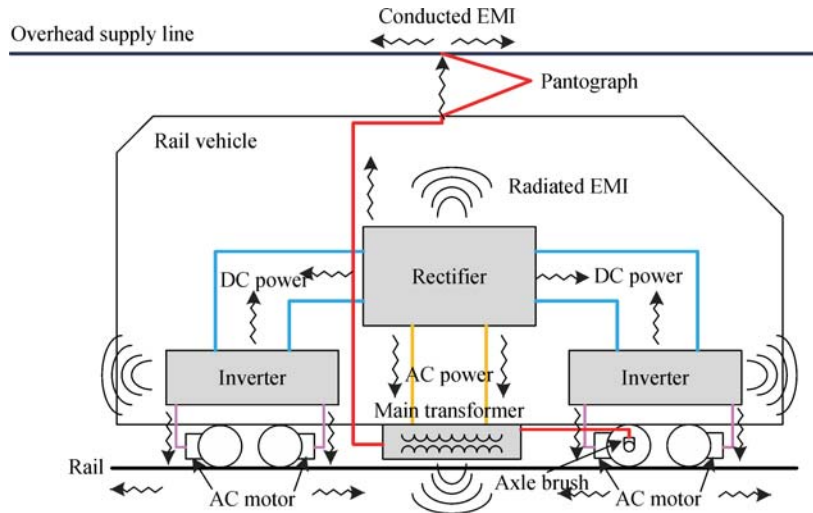 Conducted EMI
Overhead supply line
Pantograph
Rail vehicle
Radiated EMI
Rectifier
DC power
DC power
Inverter
AC power
Inverter
Main transformer
Rail
AC motor
Axle brush
AC motor